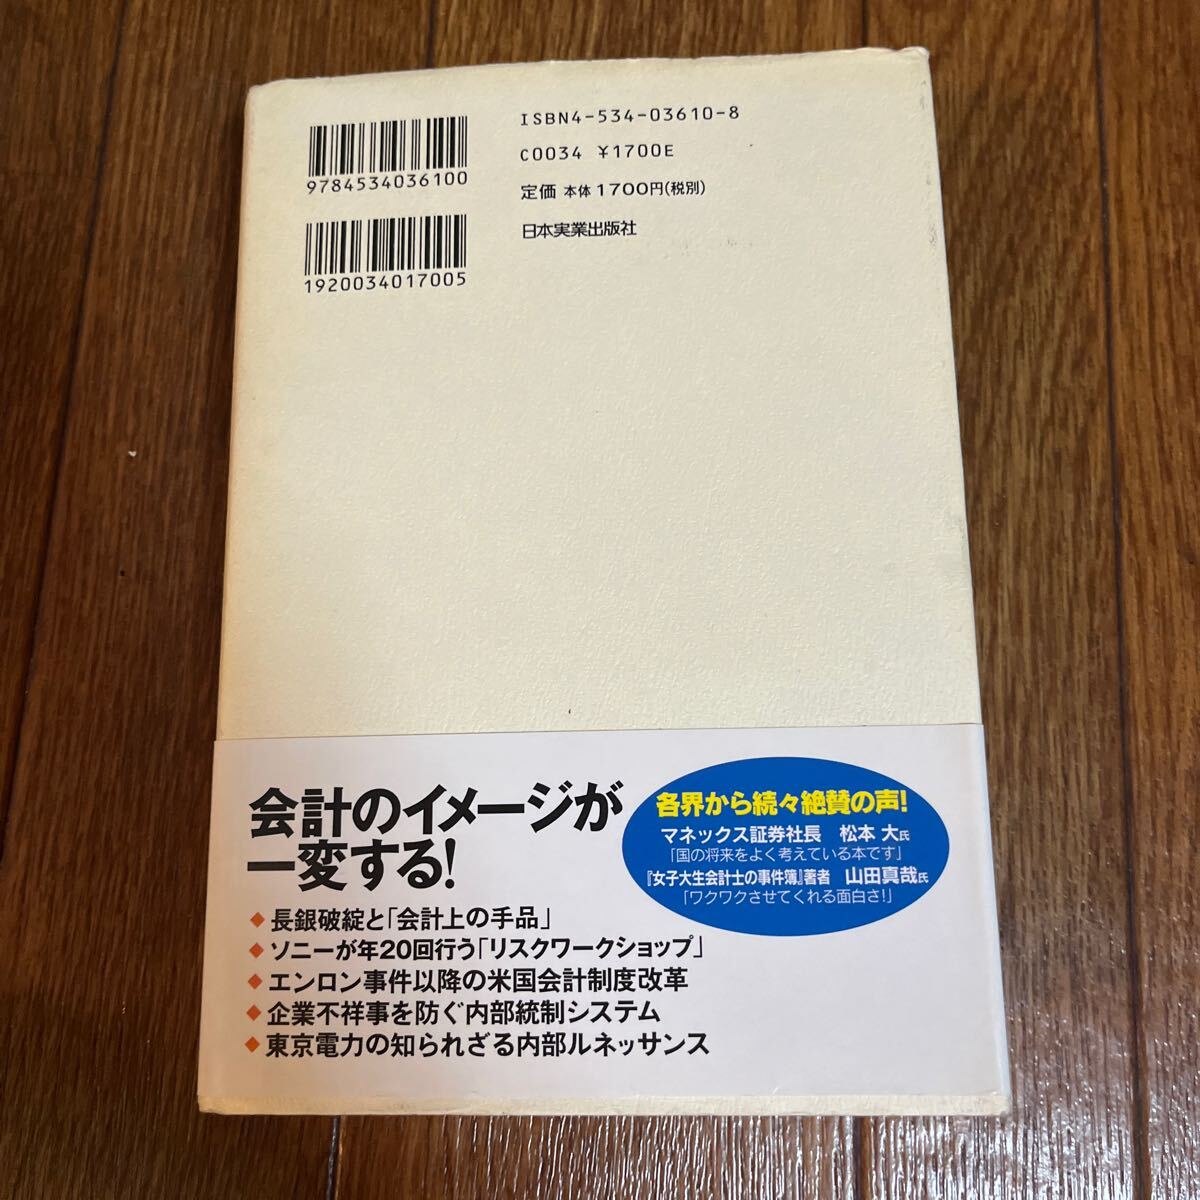 9784534036100
1920034017005
ISBN4-534-03610-8
C0034 ¥1700E
定価 本体1700円(税別)
日本実業出版社
会計のイメージが
一変する!
◆長銀破綻と「会計上の手品」
◆ソニーが年20回行う「リスクワークショップ」
◆エンロン事件以降の米国会計制度改革
◆企業不祥事を防ぐ内部統制システム
◆東京電力の知られざる内部ルネッサンス
各界から続々絶賛の声!
マネックス証券社長 松本 大氏
「国の将来をよく考えている本です」
『女子大生会計士の事件簿』著者 山田真哉氏
「ワクワクさせてくれる面白さ!」